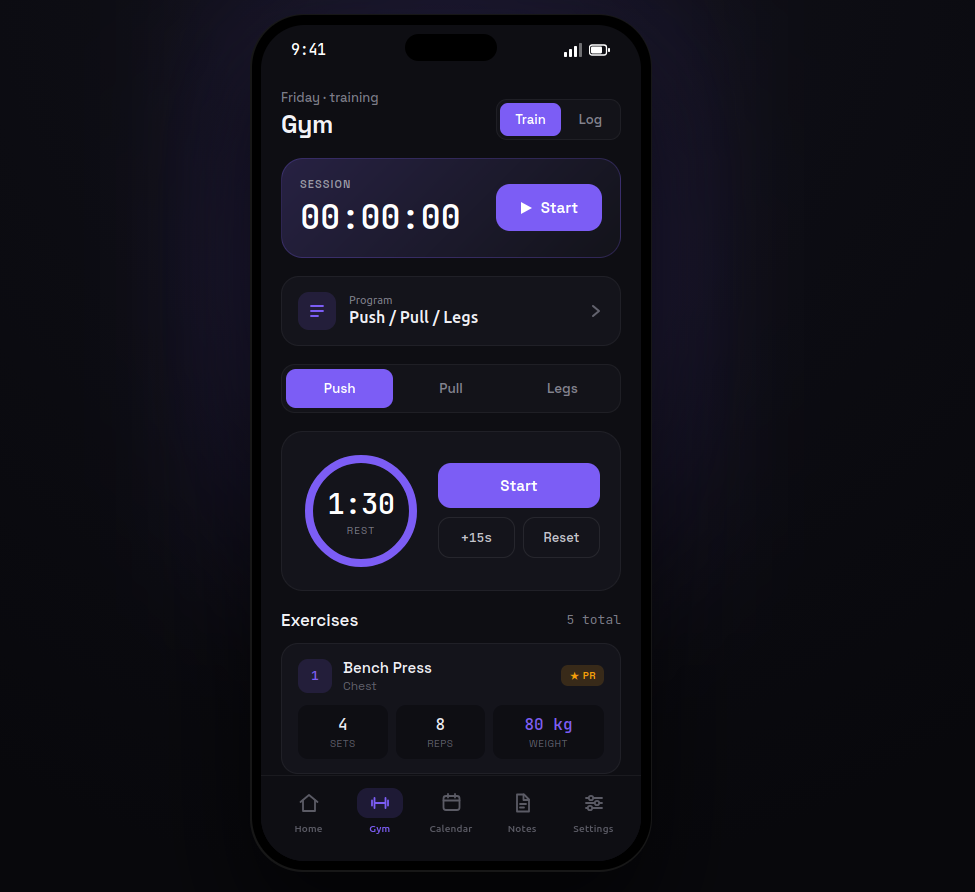 9:41
Friday · training
Gym
Train
Log
SESSION
00:00:00
Start
Program
Push / Pull / Legs
Push
Pull
Legs
1:30
REST
Start
+15s
Reset
Exercises
5 total
1
Bench Press
Chest
★ PR
4
SETS
8
REPS
80 kg
WEIGHT
Home
Gym
Calendar
Notes
Settings